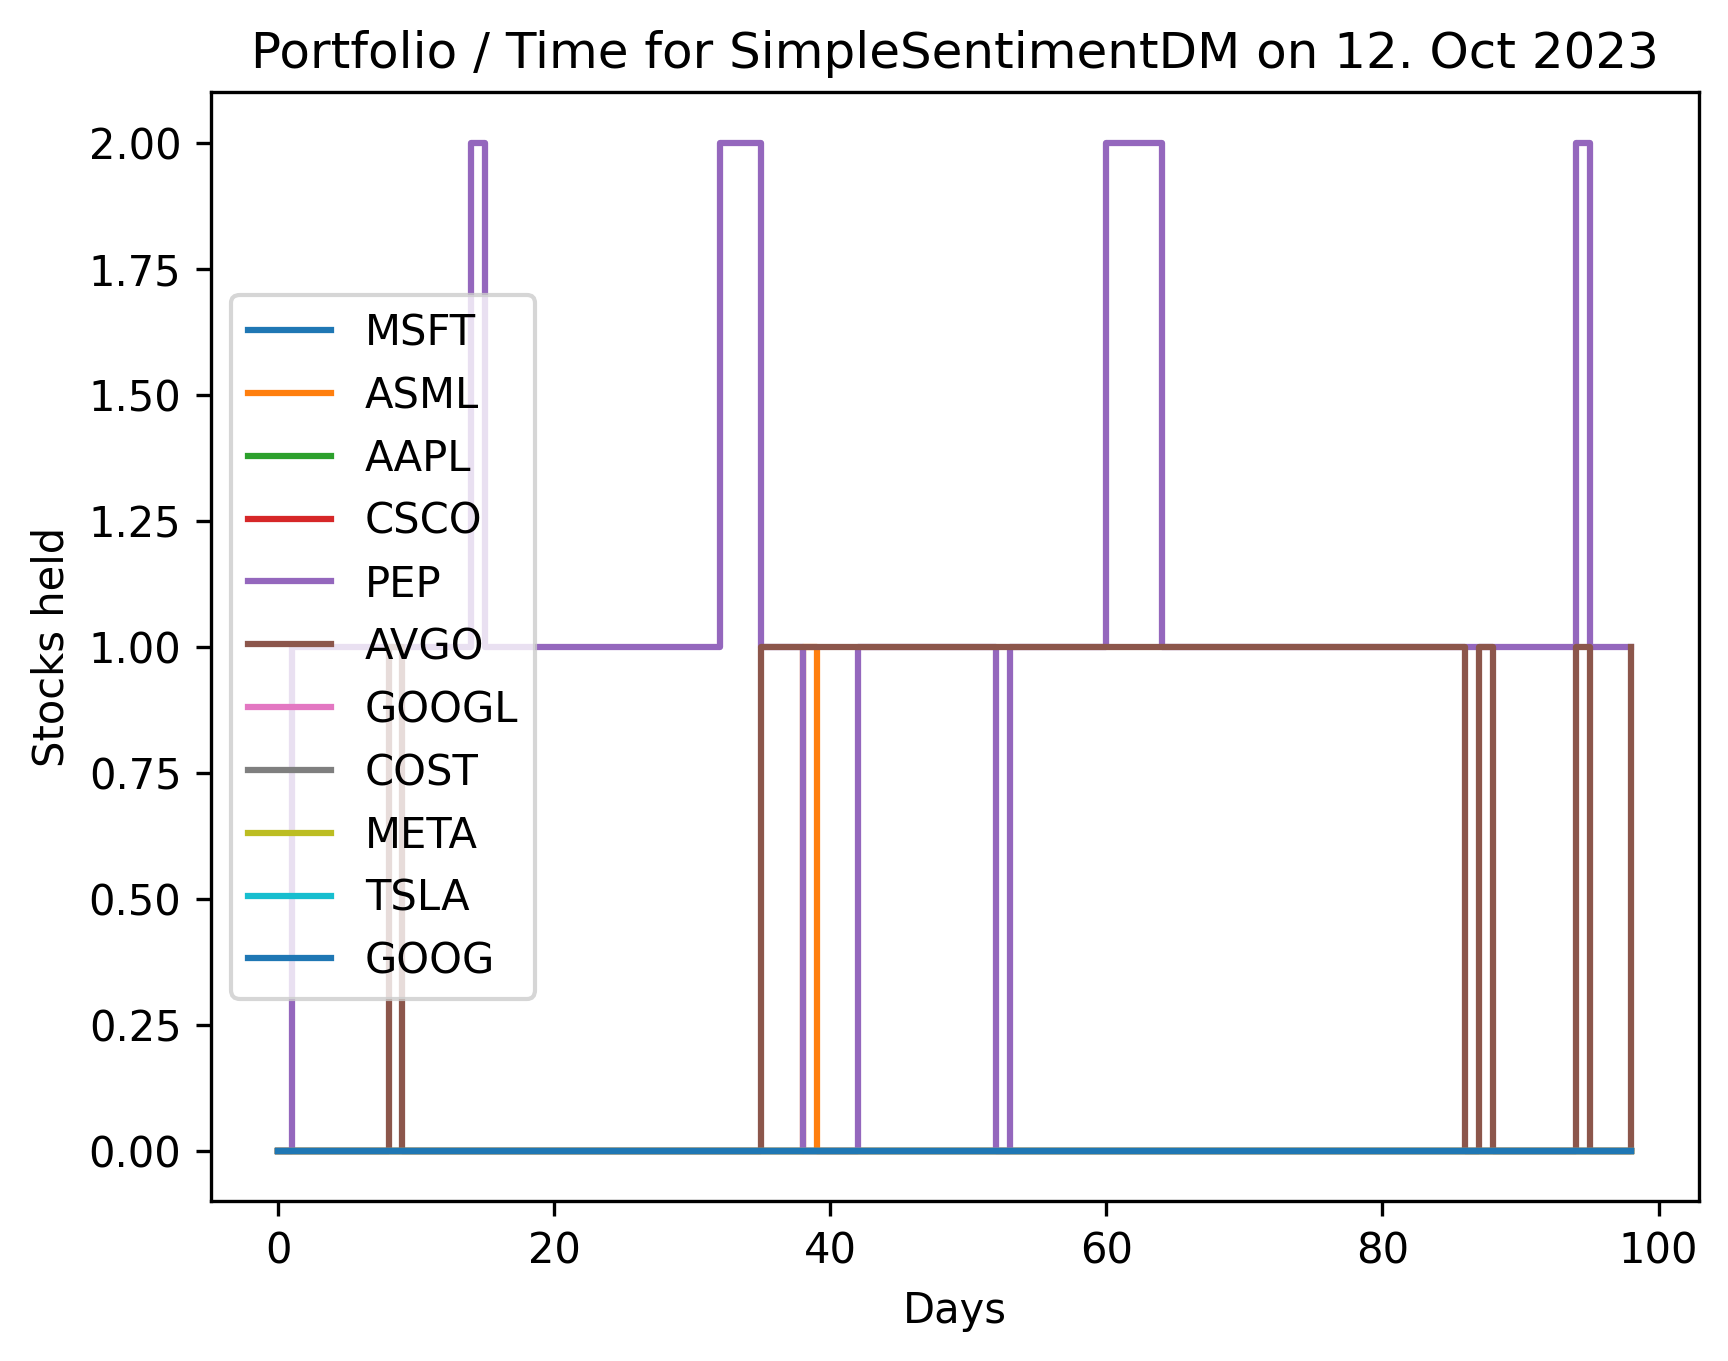 Portfolio / Time for SimpleSentimentDM on 12. Oct 2023
2.00
1.75
1.50
1.25
1.00
0.75
0.50
0.25
0.00
Stocks held
MSFT
ASML
AAPL
CSCO
PEP
AVGO
GOOGL
COST
META
TSLA
GOOG
0 20 40 60 80 100
Days